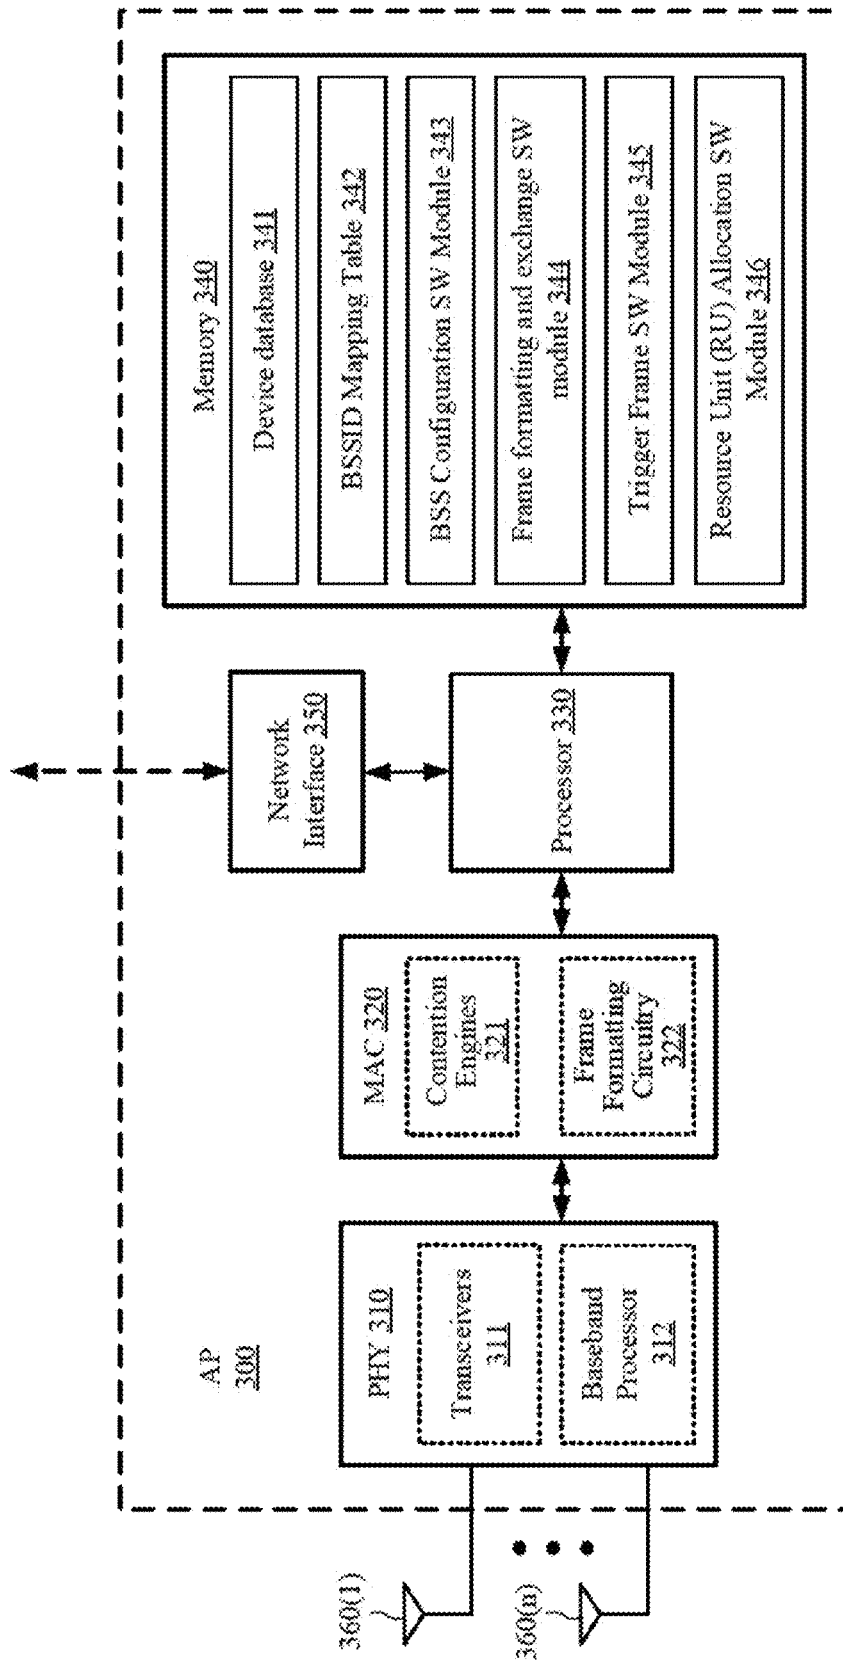 AP
300
360(1)
360(n)
PHY 310
Transceivers
311
Baseband
Processor
312
MAC 320
Contention
Engines
321
Frame
Formatting
Circuitry
322
Network
Interface 350
Processor 330
Memory 340
Device database 341
BSSID Mapping Table 342
BSS Configuration SW Module 343
Frame formatting and exchange SW
module 344
Trigger Frame SW Module 345
Resource Unit (RU) Allocation SW
Module 346